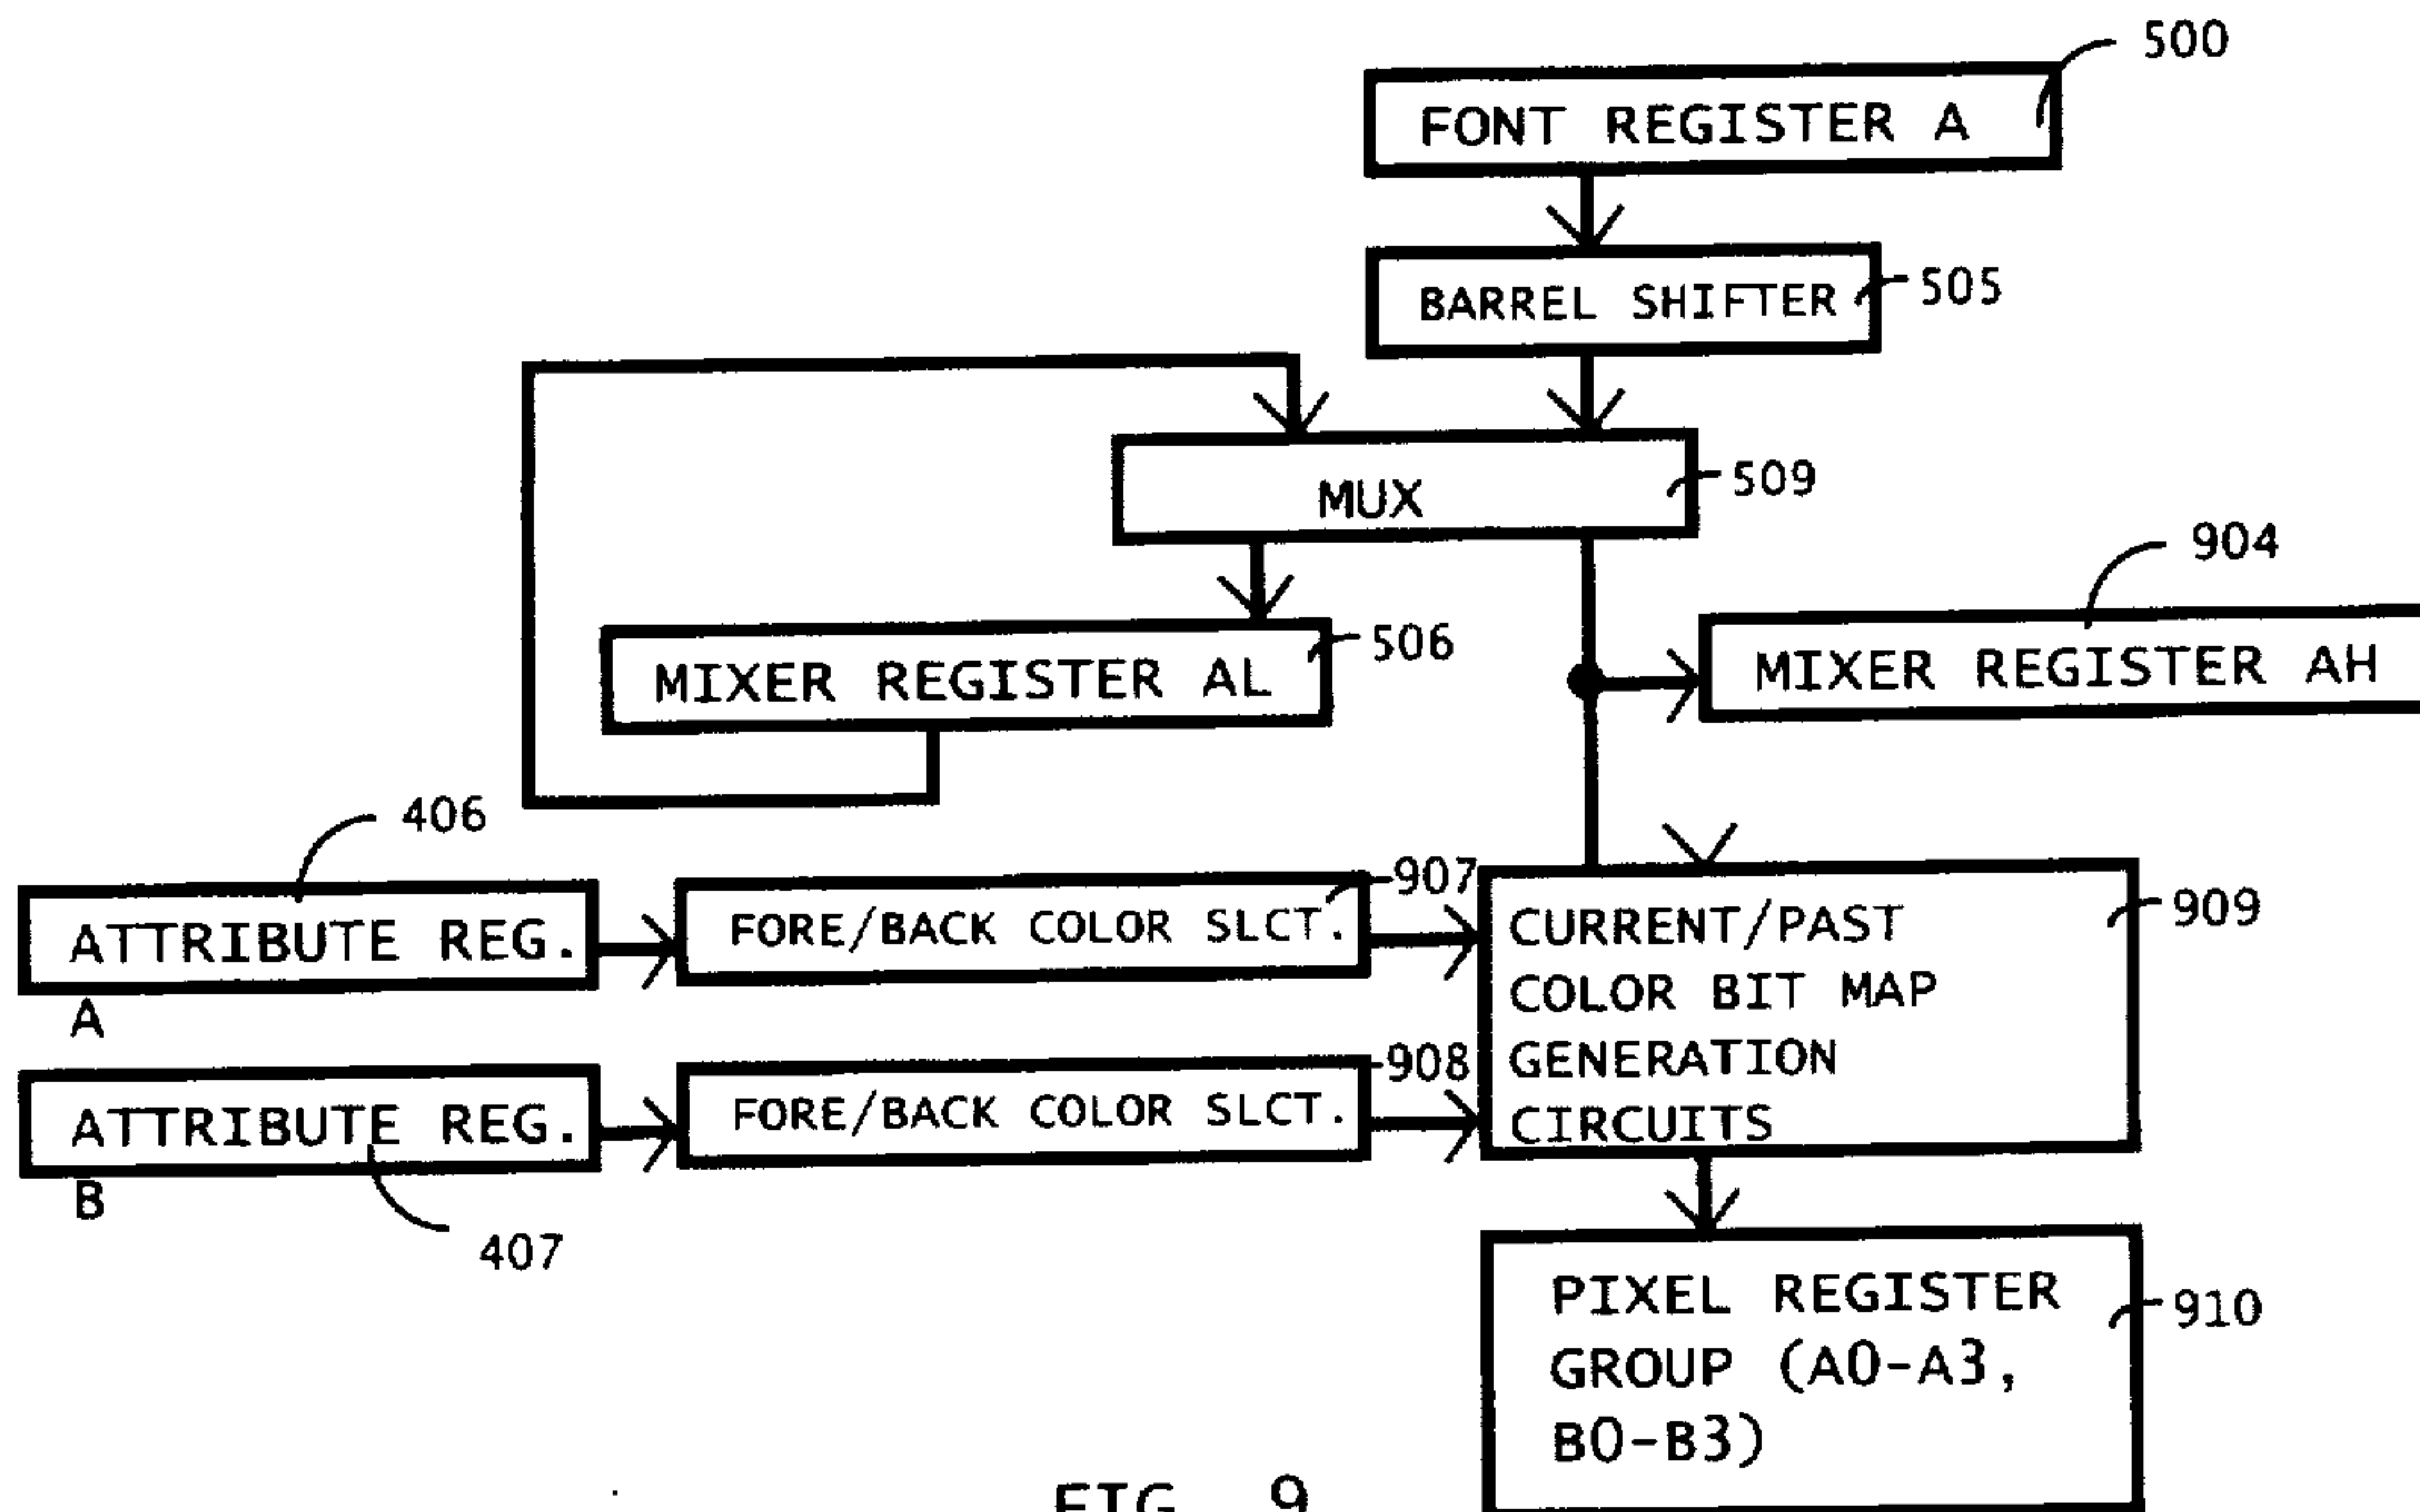 500
FONT REGISTER A
BARREL SHIFTER
505
MUX
509
904
MIXER REGISTER AL
506
MIXER REGISTER AH
406
ATTRIBUTE REG.
A
FORE/BACK COLOR SLCT.
907
CURRENT/PAST
COLOR BIT MAP
GENERATION
CIRCUITS
909
ATTRIBUTE REG.
B
407
FORE/BACK COLOR SLCT.
908
PIXEL REGISTER
GROUP (A0-A3,
B0-B3)
910
FIG 9